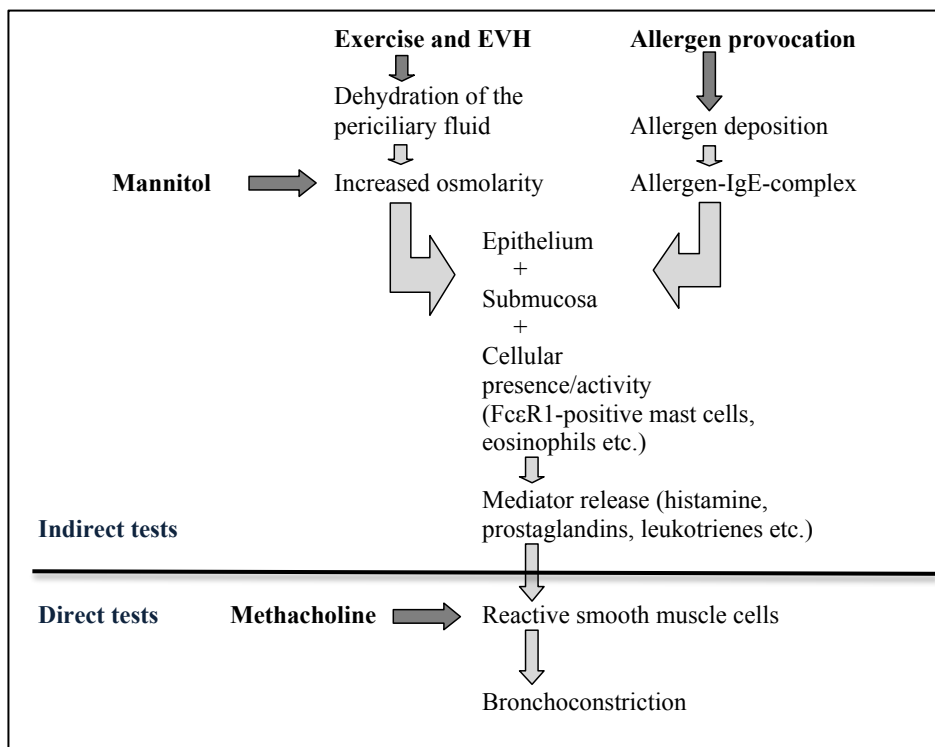 Exercise and EVH
Allergen provocation
Dehydration of the
periciliary fluid
Allergen deposition
Mannitol
Increased osmolarity
Allergen-IgE-complex
Epithelium
+
Submucosa
+
Cellular
presence/activity
(FcεR1-positive mast cells,
eosinophils etc.)
Mediator release (histamine,
prostaglandins, leukotrienes etc.)
Indirect tests
Direct tests
Methacholine
Reactive smooth muscle cells
Bronchoconstriction